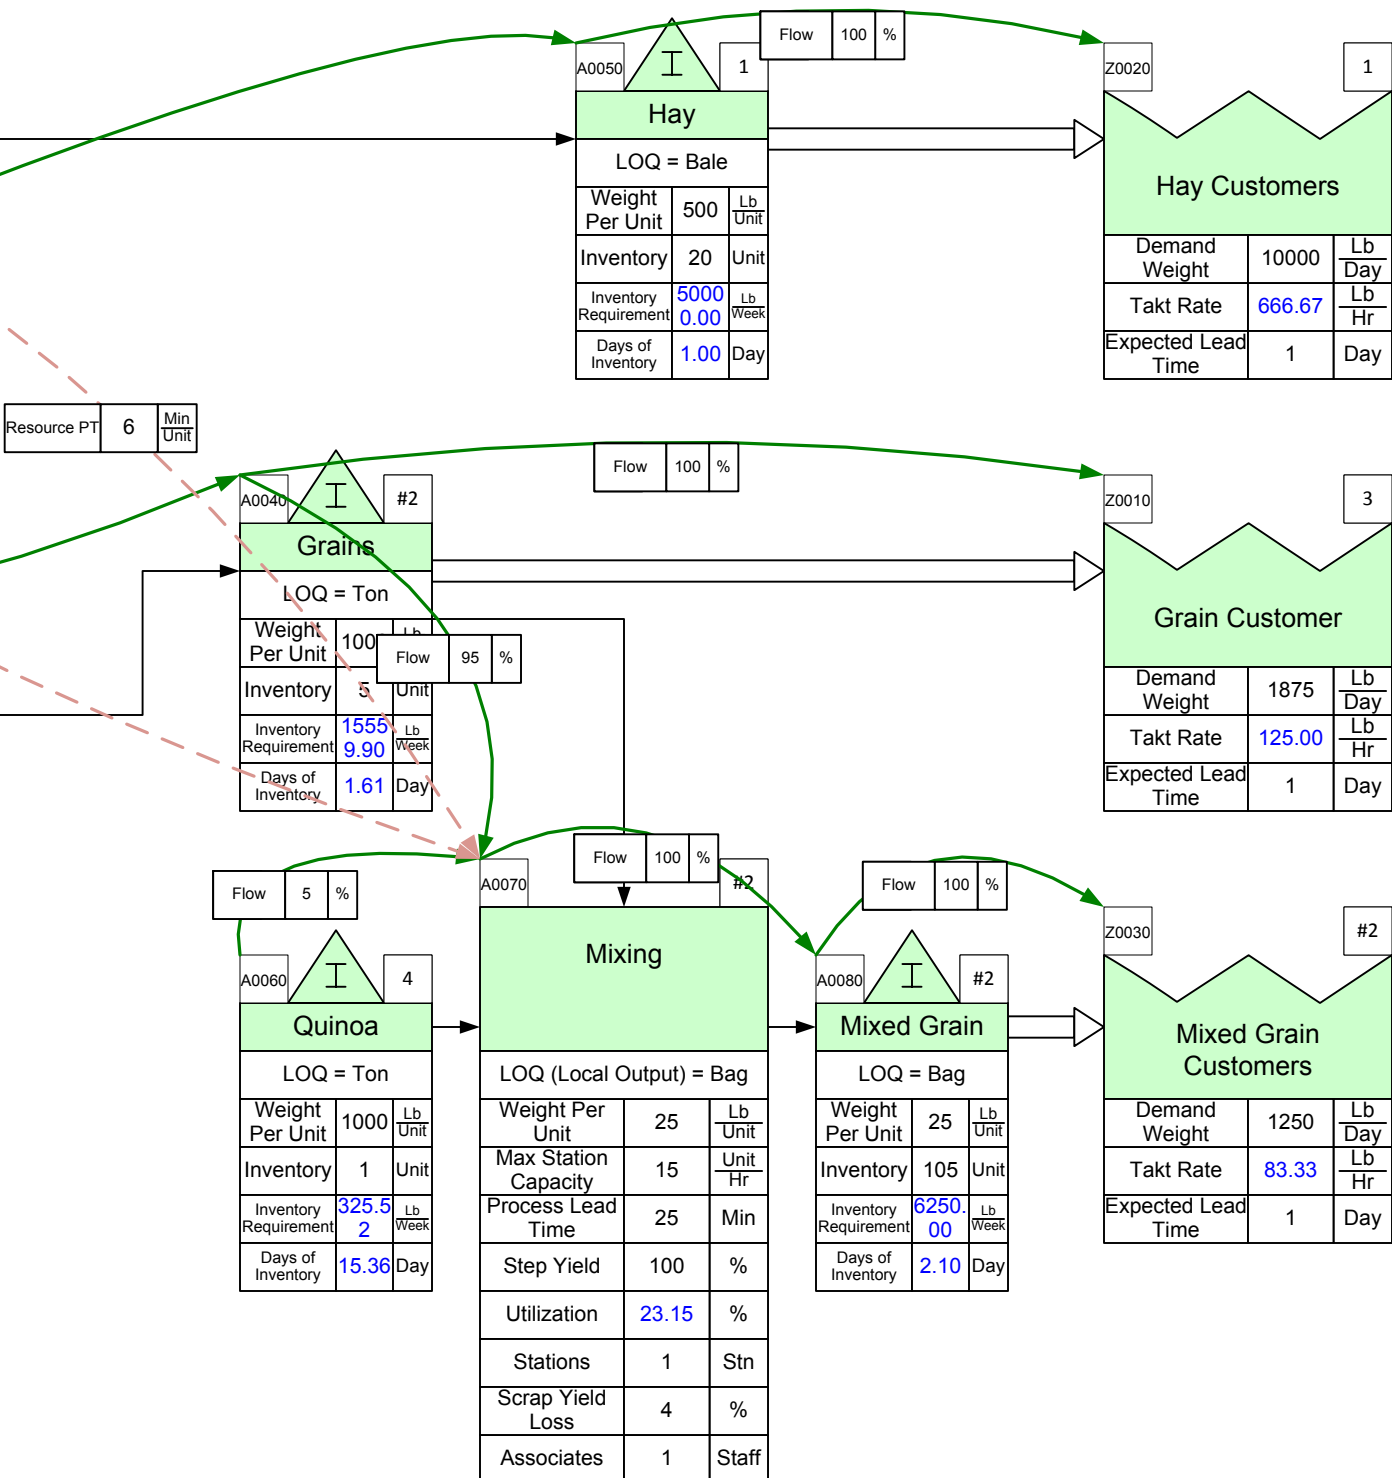 Flow 100 %
A0050 I 1
Hay
LOQ = Bale
Weight
Per Unit 500 Lb
Unit
Inventory 20 Unit
Inventory
Requirement 5000
0.00 Lb
Week
Days of
Inventory 1.00 Day
Z0020 1
Hay Customers
Demand
Weight 10000 Lb
Day
Takt Rate 666.67 Lb
Hr
Expected Lead
Time 1 Day
Resource PT 6 Min
Unit
Flow 100 %
A0040 I #2
Grains
LOQ = Ton
Weight
Per Unit
Flow 95 %
Inventory 5 Unit
Inventory
Requirement 1555
9.90 Lb
Week
Days of
Inventory 1.61 Day
Z0010 3
Grain Customer
Demand
Weight 1875 Lb
Day
Takt Rate 125.00 Lb
Hr
Expected Lead
Time 1 Day
Flow 5 %
A0060 I 4
Quinoa
LOQ = Ton
Weight
Per Unit 1000 Lb
Unit
Inventory 1 Unit
Inventory
Requirement 325.5
2 Lb
Week
Days of
Inventory 15.36 Day
Flow 100 %
A0070 #2
Mixing
LOQ (Local Output) = Bag
Weight Per
Unit 25 Lb
Unit
Max Station
Capacity 15 Unit
Hr
Process Lead
Time 25 Min
Step Yield 100 %
Utilization 23.15 %
Stations 1 Stn
Scrap Yield
Loss 4 %
Associates 1 Staff
Flow 100 %
A0080 I #2
Mixed Grain
LOQ = Bag
Weight
Per Unit 25 Lb
Unit
Inventory 105 Unit
Inventory
Requirement 6250.
00 Lb
Week
Days of
Inventory 2.10 Day
Z0030 #2
Mixed Grain
Customers
Demand
Weight 1250 Lb
Day
Takt Rate 83.33 Lb
Hr
Expected Lead
Time 1 Day